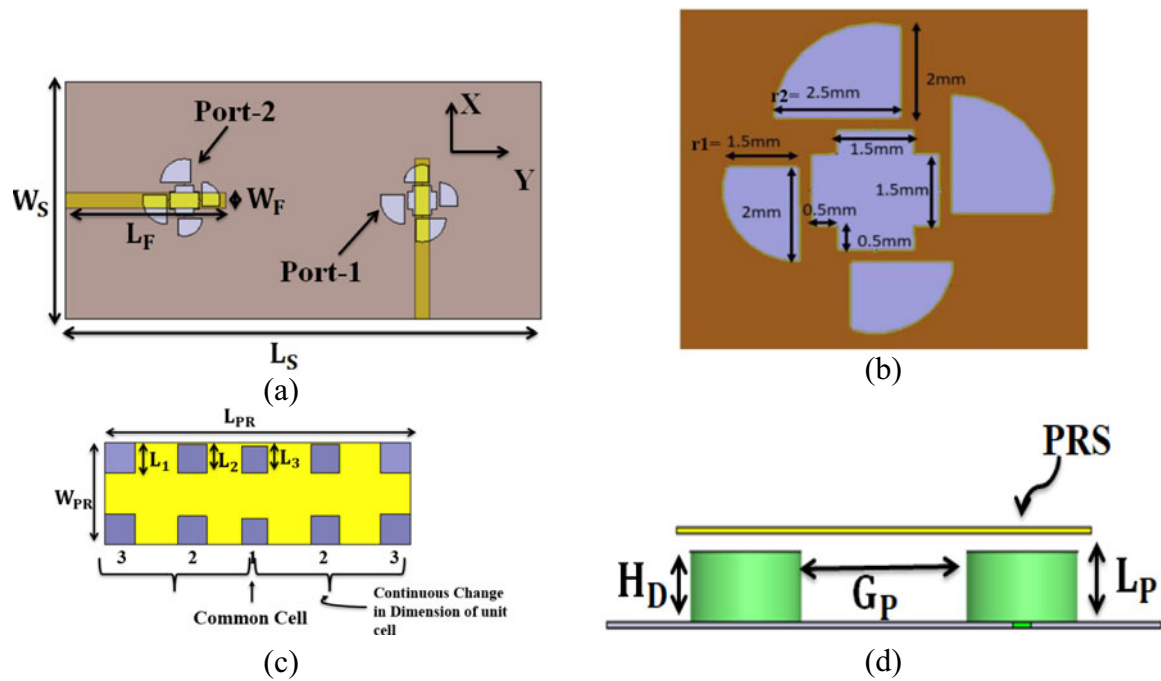 X
Port-2
Y
W_S
W_F
L_F
Port-1
L_S
(a)
2mm
r2= 2.5mm
r1= 1.5mm
1.5mm
1.5mm
2mm
0.5mm
0.5mm
(b)
L_PR
L_1
L_2
L_3
W_PR
3 2 1 2 3
Continuous Change
in Dimension of unit
cell
Common Cell
(c)
PRS
H_D
G_P
L_P
(d)